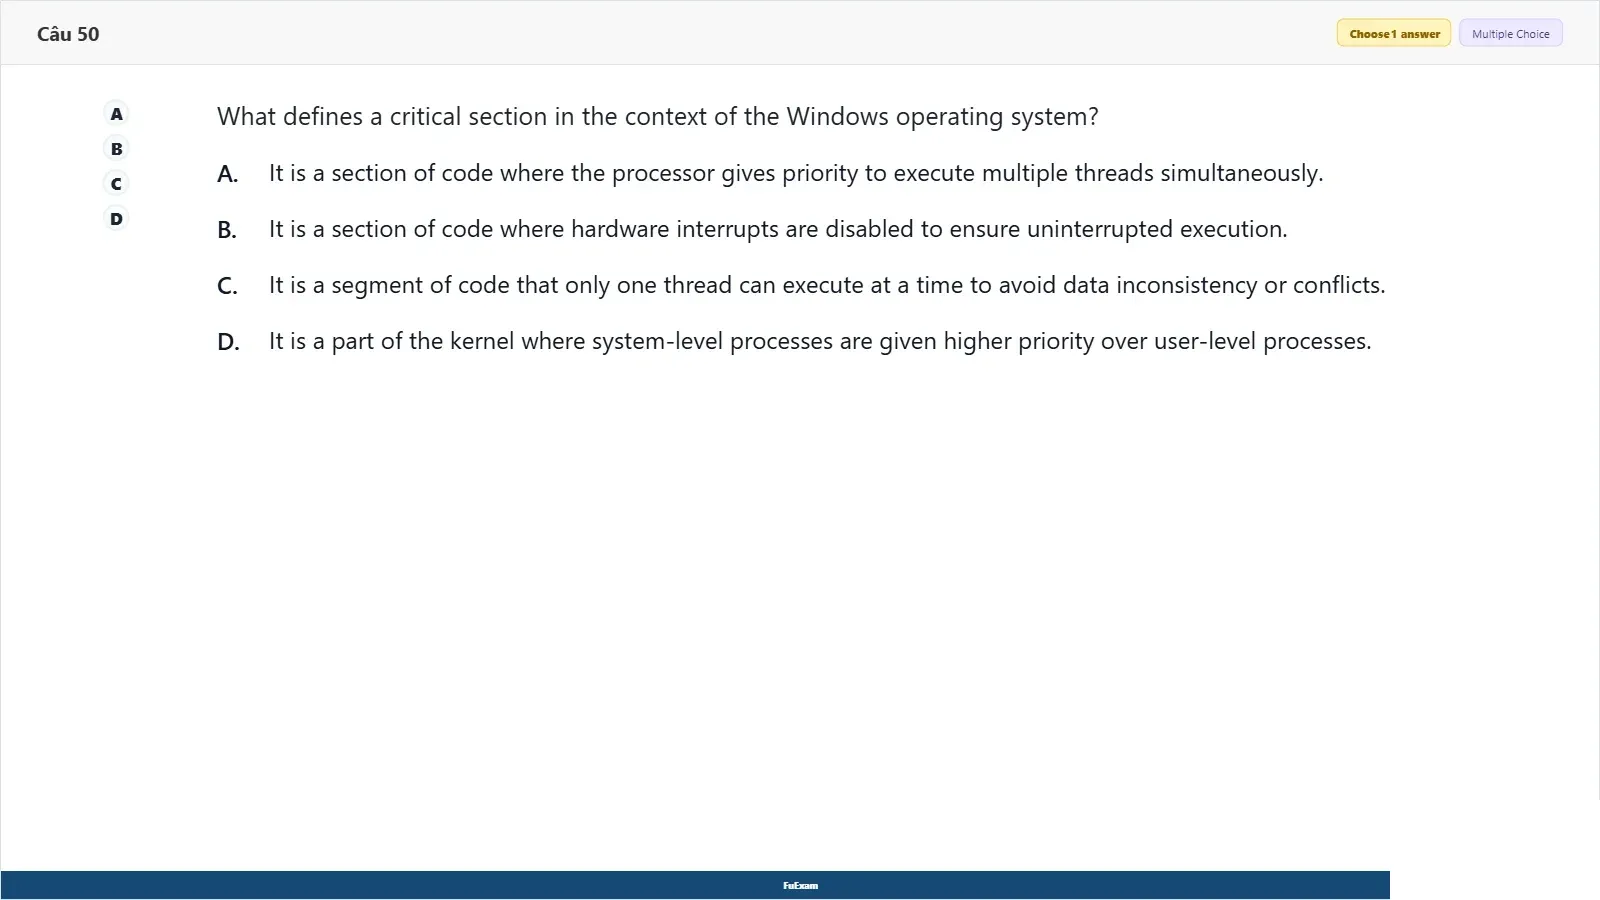 Câu 50
Choose 1 answer
Multiple Choice
A
B
C
D
What defines a critical section in the context of the Windows operating system?
A. It is a section of code where the processor gives priority to execute multiple threads simultaneously.
B. It is a section of code where hardware interrupts are disabled to ensure uninterrupted execution.
C. It is a segment of code that only one thread can execute at a time to avoid data inconsistency or conflicts.
D. It is a part of the kernel where system-level processes are given higher priority over user-level processes.
FuExam